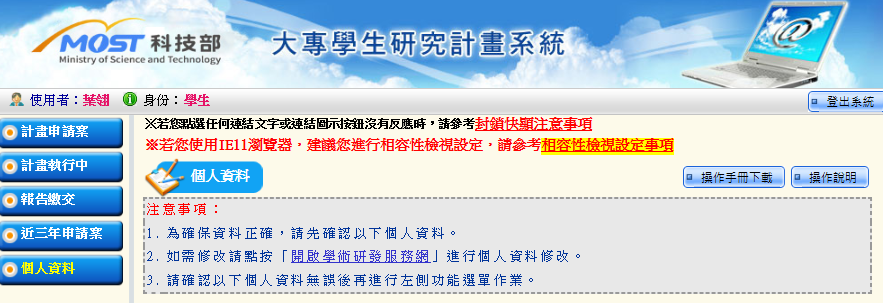 MOST 科技部
Ministry of Science and Technology
大專學生研究計畫系統
使用者：葉翎 身份：學生
登出系統
計畫申請案
計畫執行中
報告繳交
近三年申請案
個人資料
※若您點選任何連結文字或連結圖示按鈕沒有反應時，請參考封鎖快顯注意事項
※若您使用IE11瀏覽器，建議您進行相容性檢視設定，請參考相容性檢視設定事項
個人資料
操作手冊下載
操作說明
注意事項：
1. 為確保資料正確，請先確認以下個人資料。
2. 如需修改請點按「開啟學術研發服務網」進行個人資料修改。
3. 請確認以下個人資料無誤後再進行左側功能選單作業。